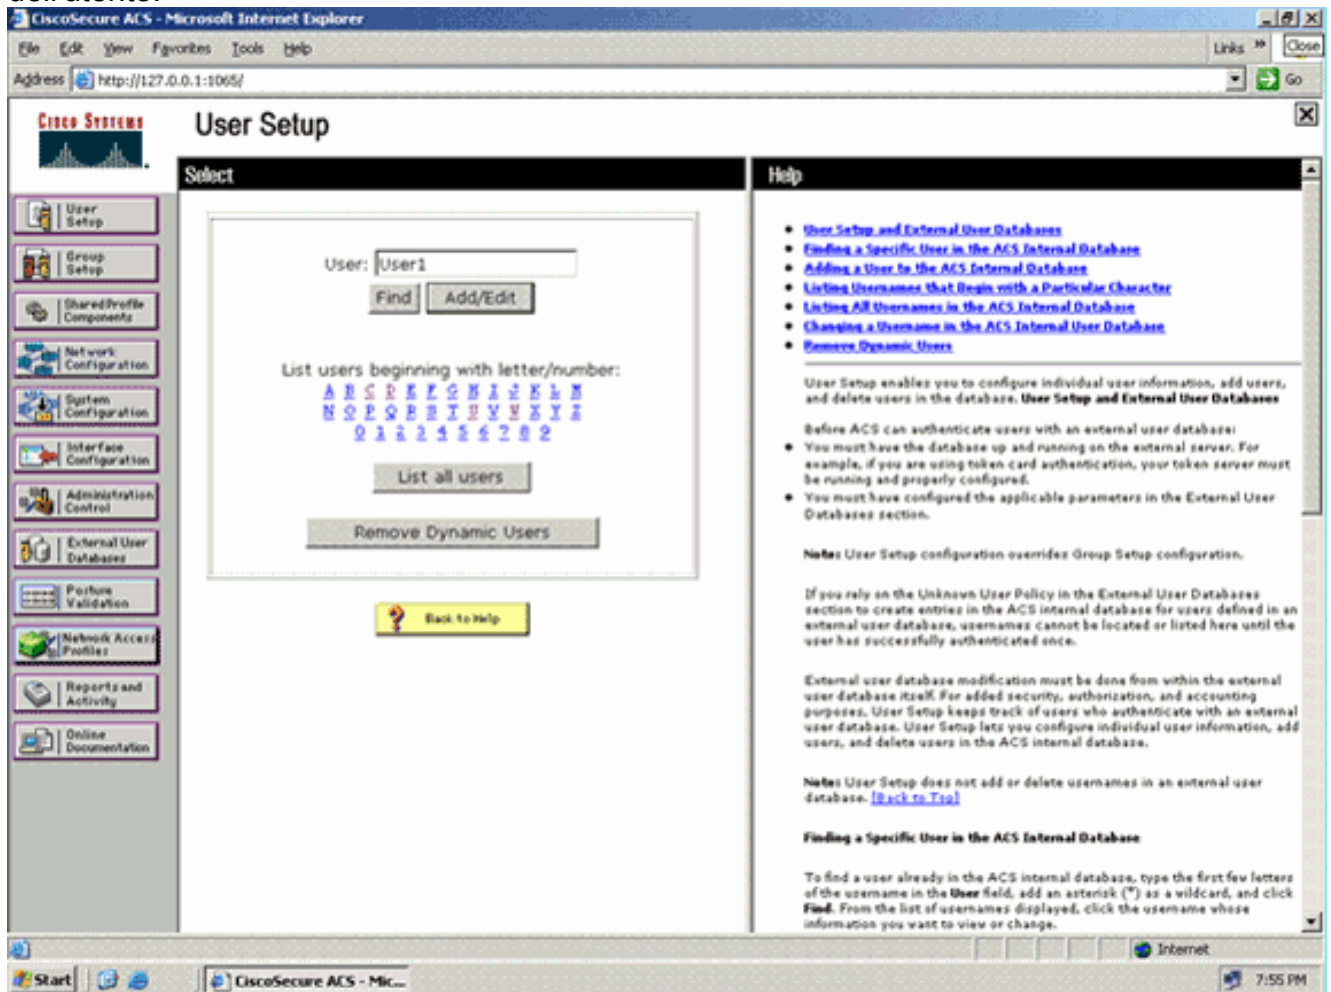 dell'utente.
CiscoSecure ACS - Microsoft Internet Explorer
File Edit View Favorites Tools Help
Links »
Close
Address http://127.0.0.1:1065/
Go
CISCO SYSTEMS
User Setup
Select
Help
User
Setup
Group
Setup
Shared Profile
Components
Network
Configuration
System
Configuration
Interface
Configuration
Administration
Control
External User
Databases
Posture
Validation
Network Access
Profiles
Reports and
Activity
Online
Documentation
User: User1
Find Add/Edit
List users beginning with letter/number:
A B C D E F G H I J K L M
N O P Q R S T U V W X Y Z
0 1 2 3 4 5 6 7 8 9
List all users
Remove Dynamic Users
Back to Help
User Setup and External User Databases
Finding a Specific User in the ACS Internal Database
Adding a User to the ACS Internal Database
Listing Usernames that Begin with a Particular Character
Listing All Usernames in the ACS Internal Database
Changing a Username in the ACS Internal User Database
Remove Dynamic Users
User Setup enables you to configure individual user information, add users,
and delete users in the database. User Setup and External User Databases
Before ACS can authenticate users with an external user database:
You must have the database up and running on the external server. For
example, if you are using token card authentication, your token server must
be running and properly configured.
You must have configured the applicable parameters in the External User
Databases section.
Note: User Setup configuration overrides Group Setup configuration.
If you rely on the Unknown User Policy in the External User Databases
section to create entries in the ACS internal database for users defined in an
external user database, usernames cannot be located or listed here until the
user has successfully authenticated once.
External user database modification must be done from within the external
user database itself. For added security, authorization, and accounting
purposes, User Setup keeps track of users who authenticate with an external
user database. User Setup lets you configure individual user information, add
users, and delete users in the ACS internal database.
Note: User Setup does not add or delete usernames in an external user
database. [Back to Top]
Finding a Specific User in the ACS Internal Database
To find a user already in the ACS internal database, type the first few letters
of the username in the User field, add an asterisk (*) as a wildcard, and click
Find. From the list of usernames displayed, click the username whose
information you want to view or change.
Internet
Start
CiscoSecure ACS - Mic...
7:55 PM